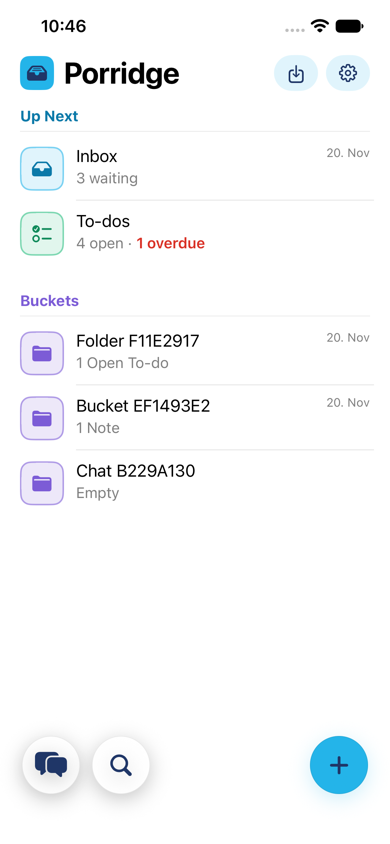 10:46
Porridge
Up Next
Inbox
20. Nov
3 waiting
To-dos
4 open · 1 overdue
Buckets
Folder F11E2917
20. Nov
1 Open To-do
Bucket EF1493E2
20. Nov
1 Note
Chat B229A130
Empty